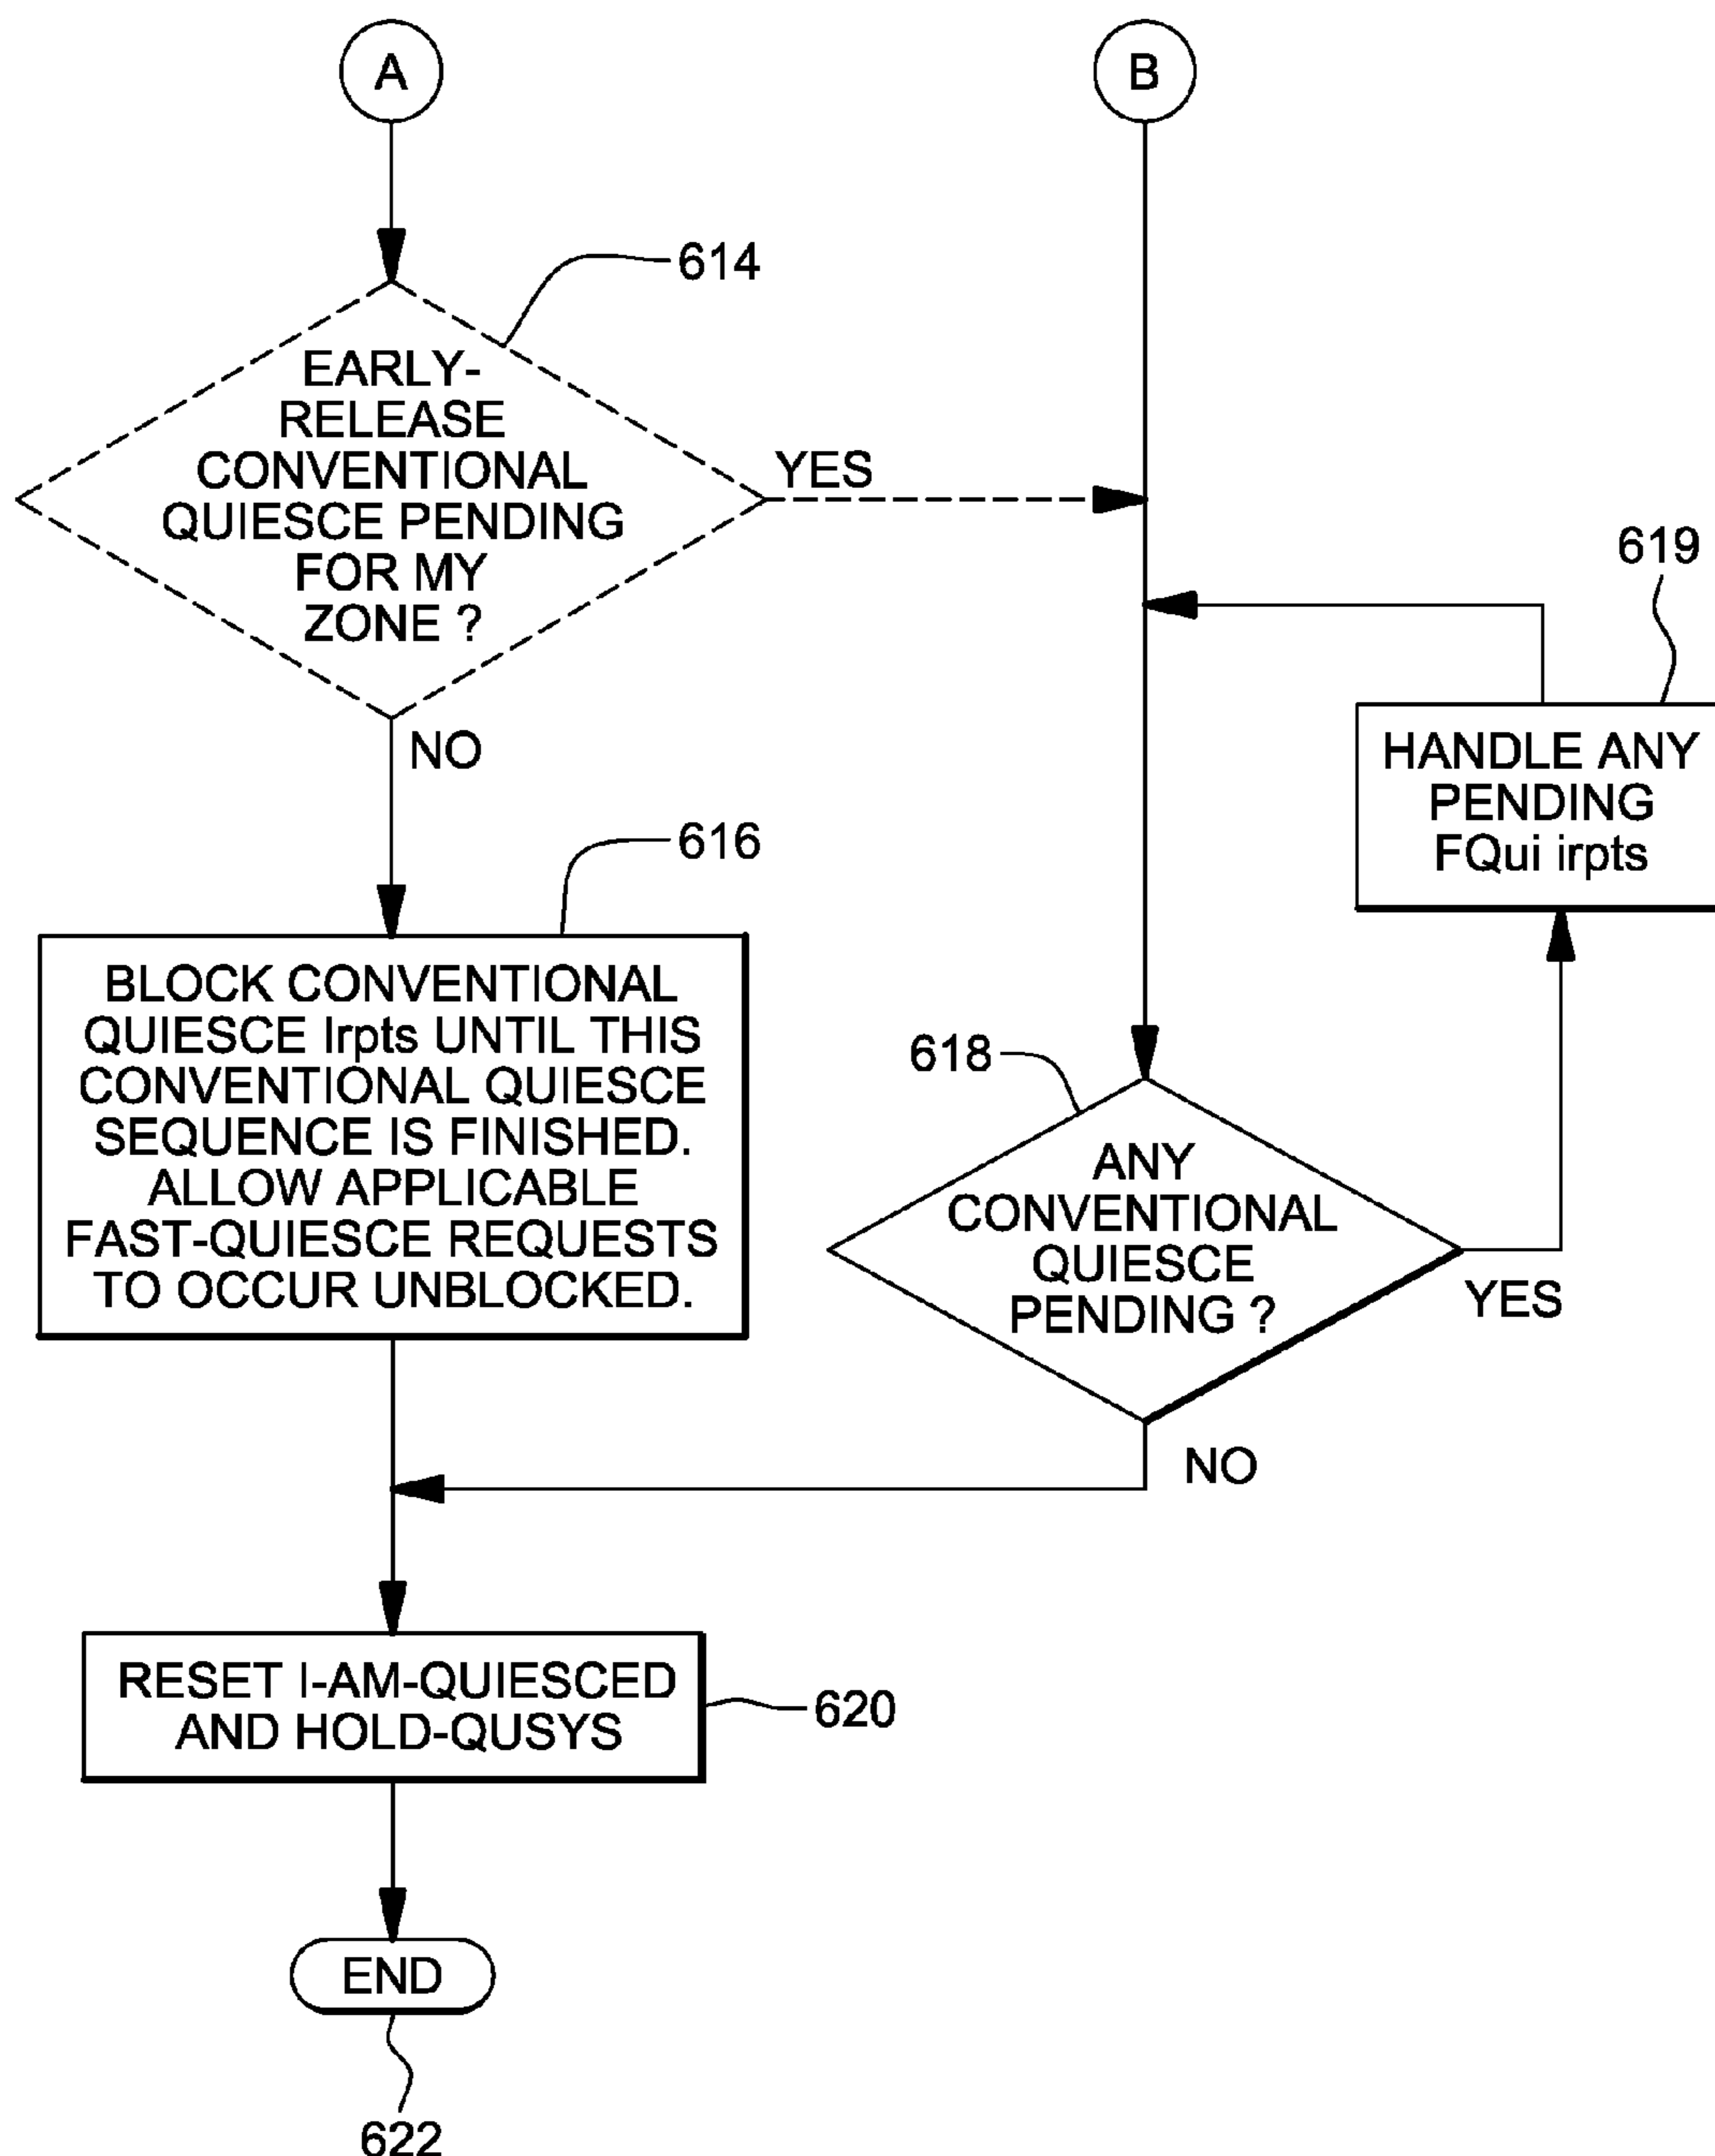 A
B
614
EARLY-
RELEASE
CONVENTIONAL
QUIESCE PENDING
FOR MY
ZONE ?
YES
NO
619
HANDLE ANY
PENDING
FQui irpts
616
BLOCK CONVENTIONAL
QUIESCE Irpts UNTIL THIS
CONVENTIONAL QUIESCE
SEQUENCE IS FINISHED.
ALLOW APPLICABLE
FAST-QUIESCE REQUESTS
TO OCCUR UNBLOCKED.
618
ANY
CONVENTIONAL
QUIESCE
PENDING ?
YES
NO
RESET I-AM-QUIESCED
AND HOLD-QUSYS
620
END
622